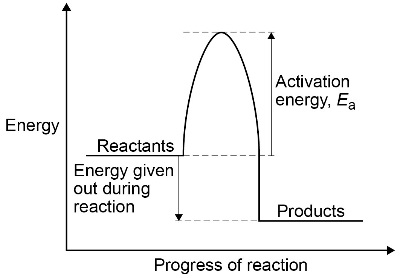 Activation
energy, Ea
Energy
Reactants
Energy given
out during
reaction
Products
Progress of reaction